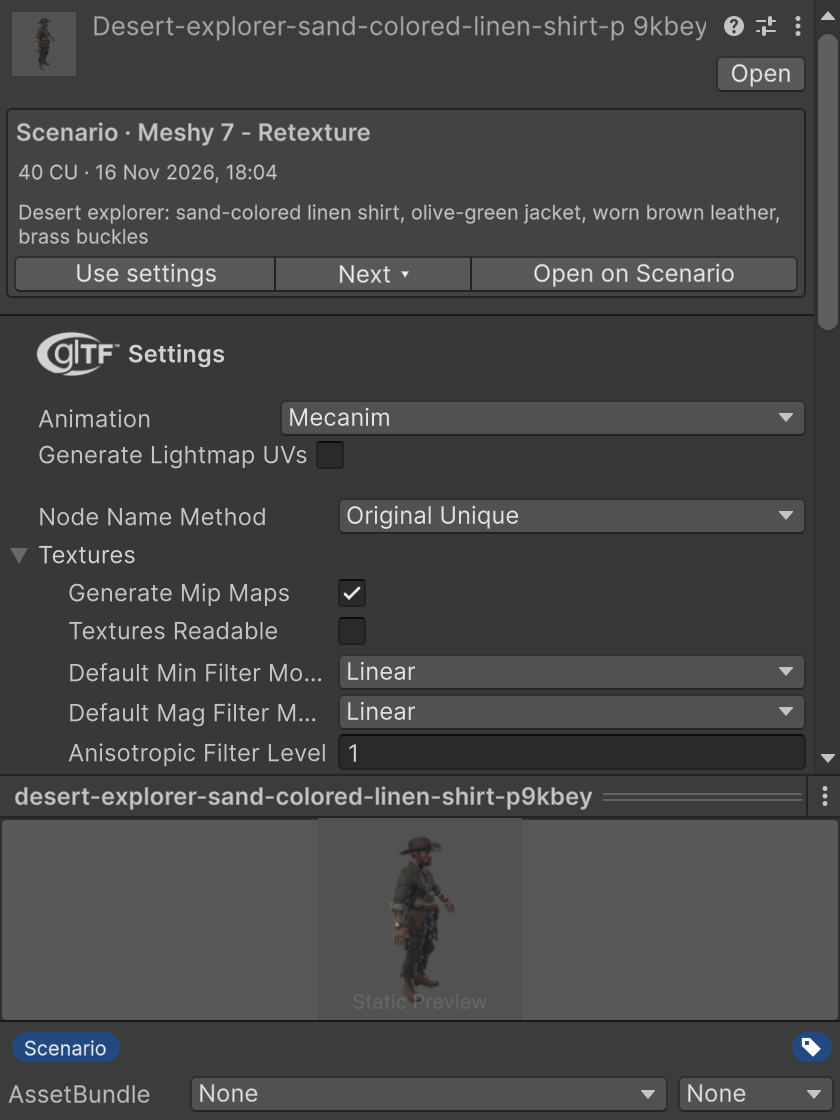 Desert-explorer-sand-colored-linen-shirt-p 9kbey
Open
Scenario · Meshy 7 - Retexture
40 CU · 16 Nov 2026, 18:04
Desert explorer: sand-colored linen shirt, olive-green jacket, worn brown leather,
brass buckles
Use settings
Next
Open on Scenario
glTF™ Settings
Animation
Mecanim
Generate Lightmap UVs
Node Name Method
Original Unique
Textures
Generate Mip Maps
Textures Readable
Default Min Filter Mo...
Linear
Default Mag Filter M...
Linear
Anisotropic Filter Level
1
desert-explorer-sand-colored-linen-shirt-p9kbey
Static Preview
Scenario
AssetBundle
None
None